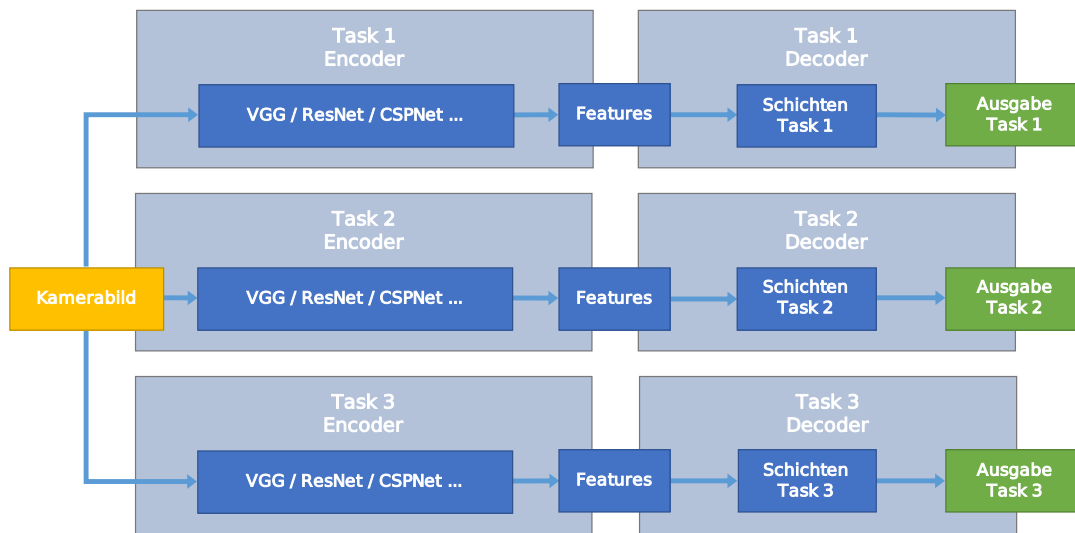 Task 1
Encoder
Task 1
Decoder
VGG / ResNet / CSPNet ...
Features
Schichten
Task 1
Ausgabe
Task 1
Task 2
Encoder
Task 2
Decoder
Kamerabild
VGG / ResNet / CSPNet ...
Features
Schichten
Task 2
Ausgabe
Task 2
Task 3
Encoder
Task 3
Decoder
VGG / ResNet / CSPNet ...
Features
Schichten
Task 3
Ausgabe
Task 3